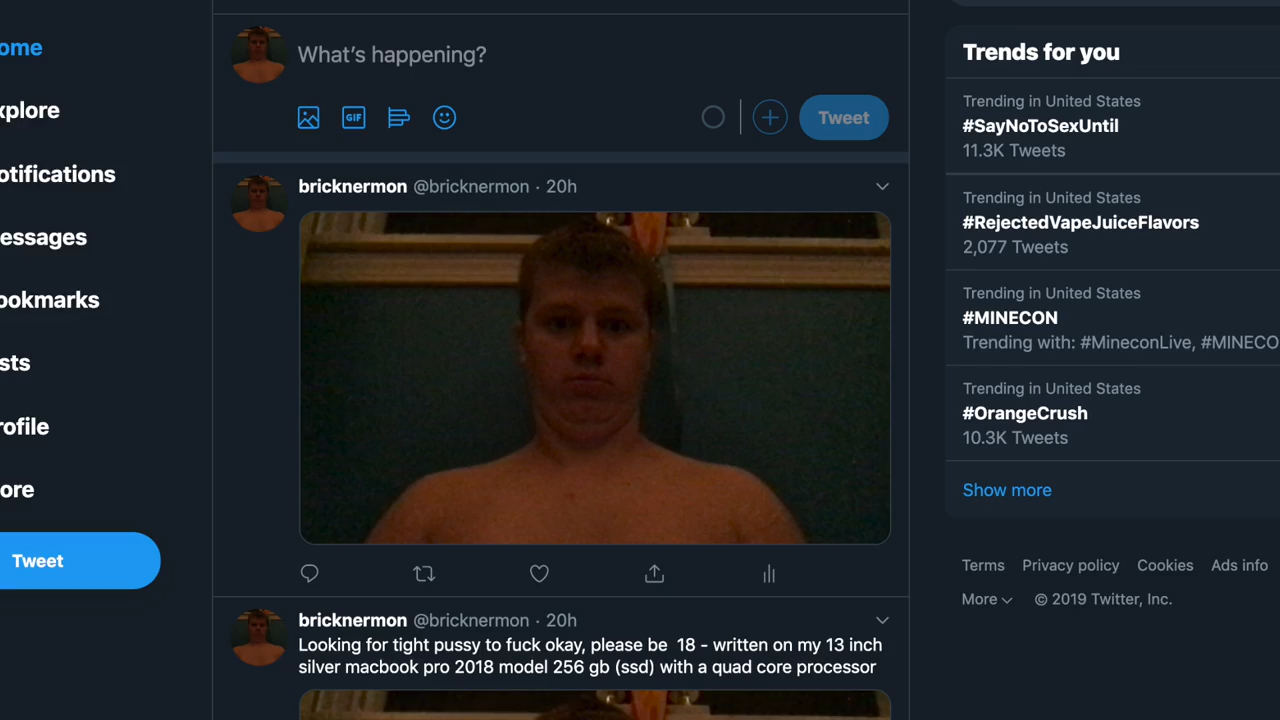 ome
xplore
otifications
essages
ookmarks
sts
rofile
ore
Tweet
What's happening?
GIF
Tweet
bricknermon @bricknermon · 20h
bricknermon @bricknermon · 20h
Looking for tight pussy to fuck okay, please be  18 - written on my 13 inch
silver macbook pro 2018 model 256 gb (ssd) with a quad core processor
Trends for you
Trending in United States
#SayNoToSexUntil
11.3K Tweets
Trending in United States
#RejectedVapeJuiceFlavors
2,077 Tweets
Trending in United States
#MINECON
Trending with: #MineconLive, #MINECO
Trending in United States
#OrangeCrush
10.3K Tweets
Show more
Terms Privacy policy Cookies Ads info
More © 2019 Twitter, Inc.